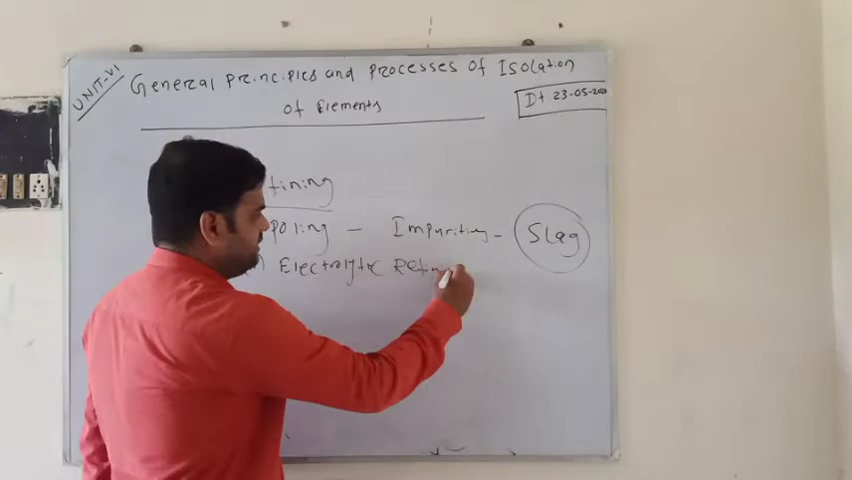 UNIT-VI
General Principles and Processes of Isolation
of Elements
Dt 23-05-2020
fining
poling - Impurities - Slag
Electrolytic Refin